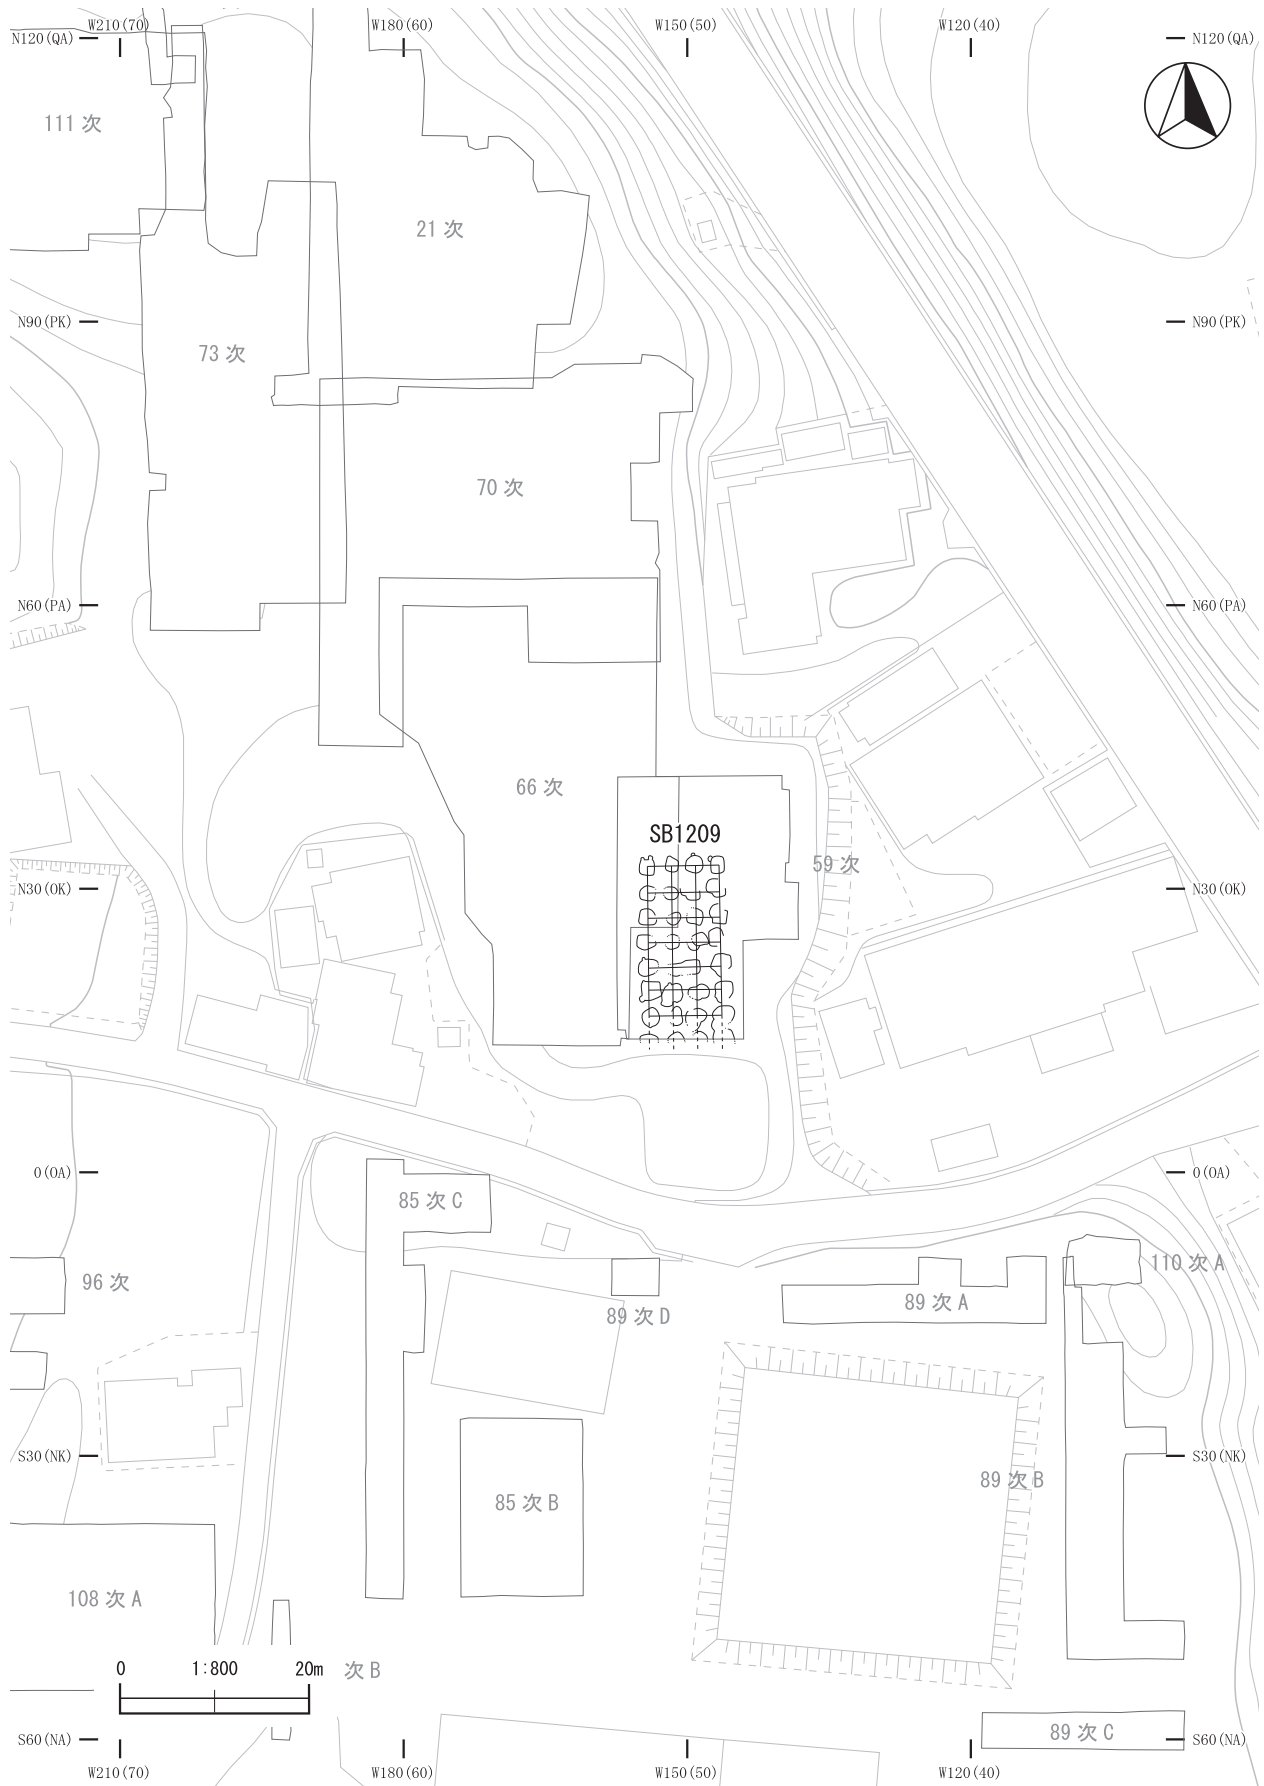 W210(70)
W180(60)
W150(50)
W120(40)
N120(QA)
N120(QA)
111 次
21 次
N90(PK)
N90(PK)
73 次
70 次
N60(PA)
N60(PA)
66 次
SB1209
59 次
N30(OK)
N30(OK)
0(OA)
0(OA)
85 次 C
96 次
110 次 A
89 次 D
89 次 A
S30(NK)
S30(NK)
89 次 B
85 次 B
108 次 A
0 1:800 20m
次 B
S60(NA)
89 次 C
S60(NA)
W210(70)
W180(60)
W150(50)
W120(40)